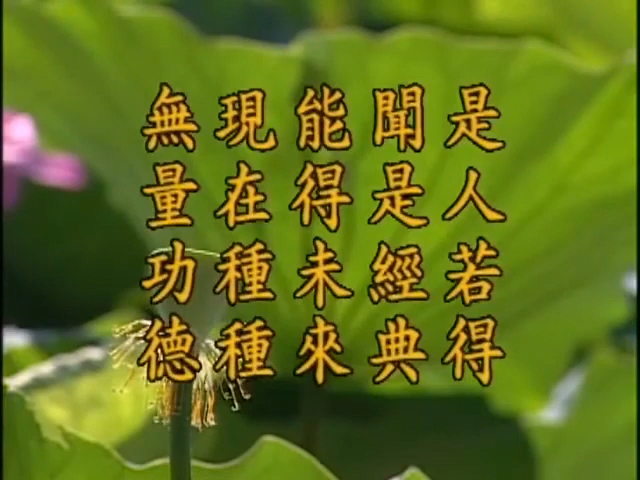 是人若得
聞是經典
能得未來
現在種種
無量功德